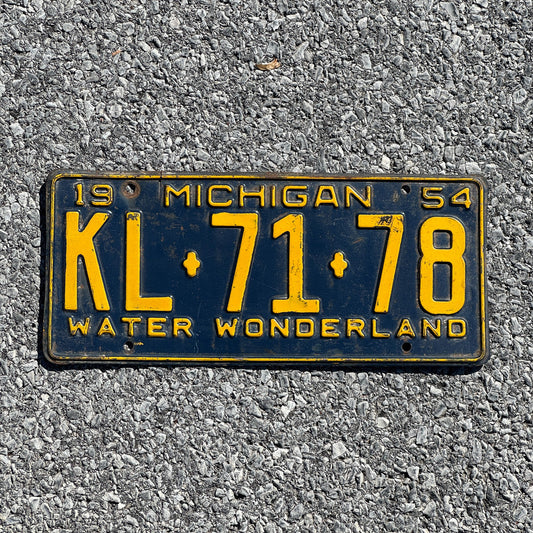 19 MICHIGAN 54
KL·71·78
WATER WONDERLAND